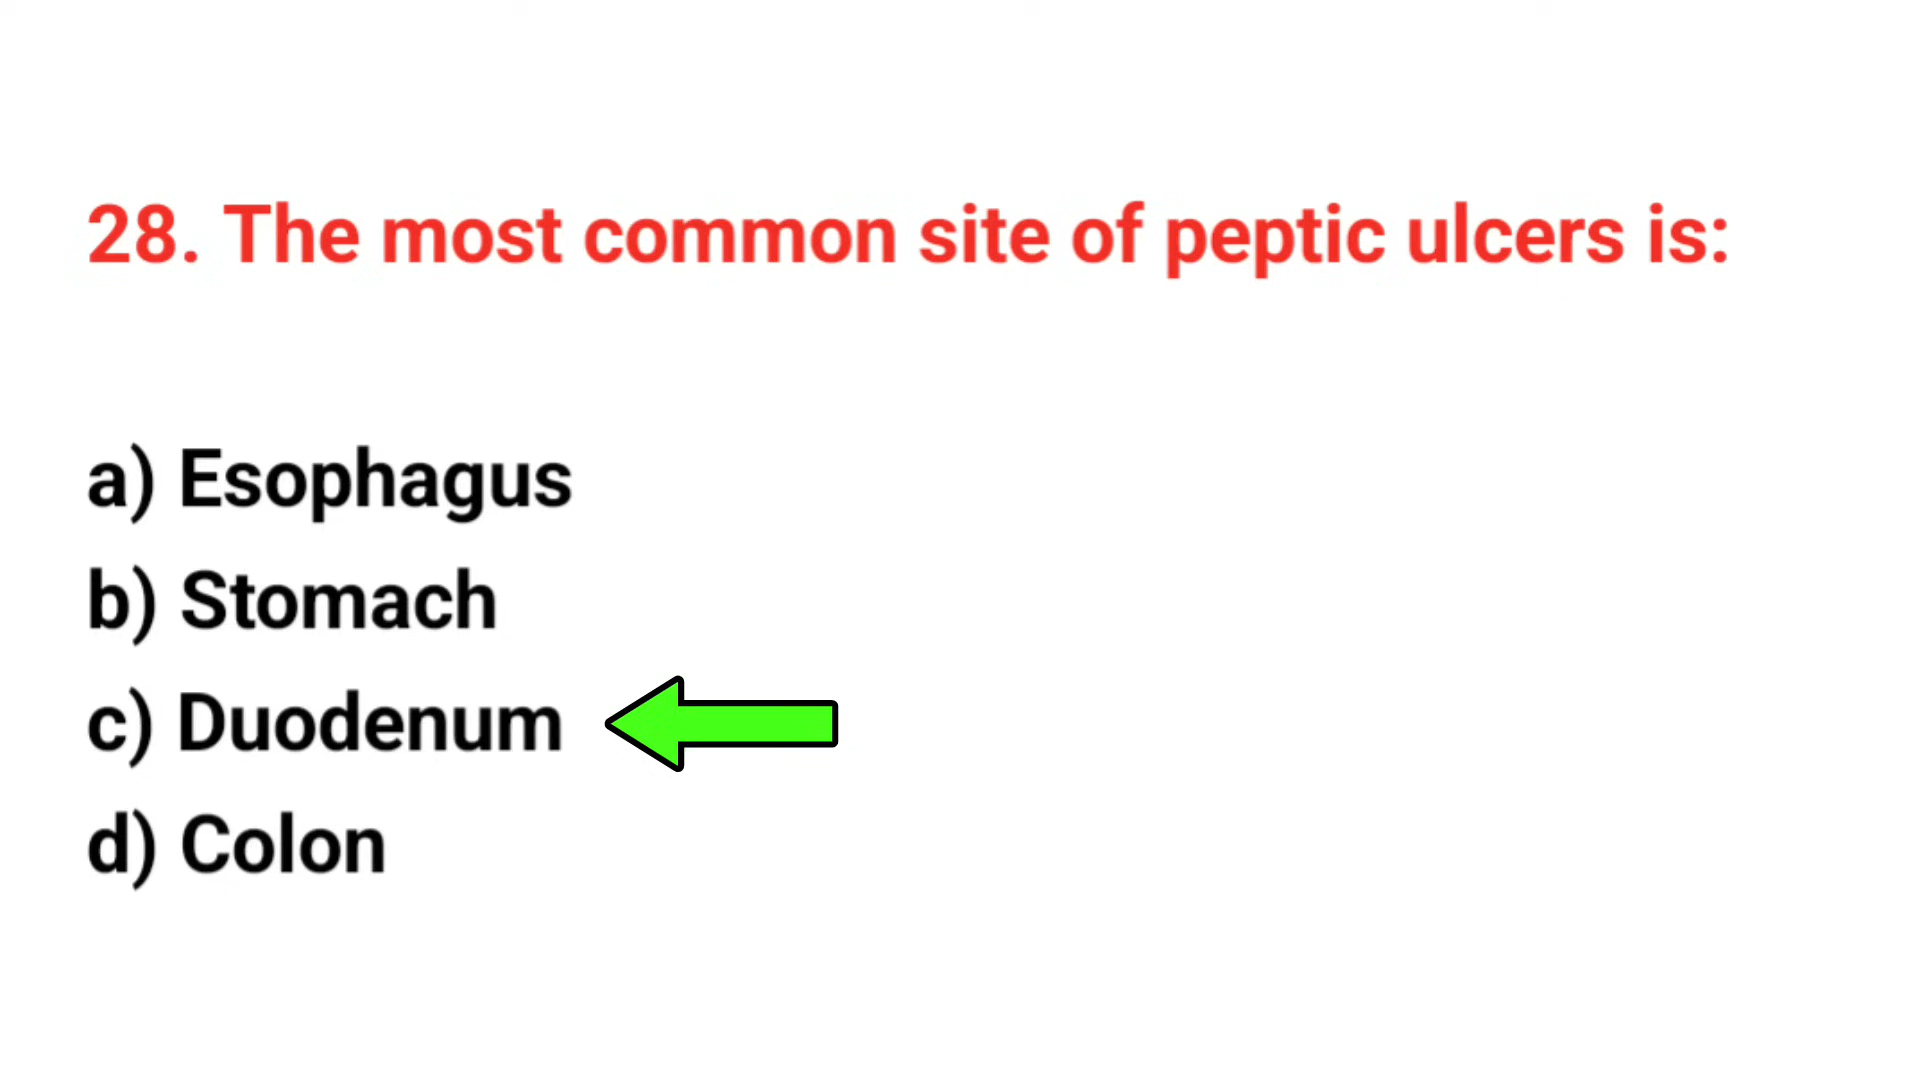 28. The most common site of peptic ulcers is:
a) Esophagus
b) Stomach
c) Duodenum
d) Colon